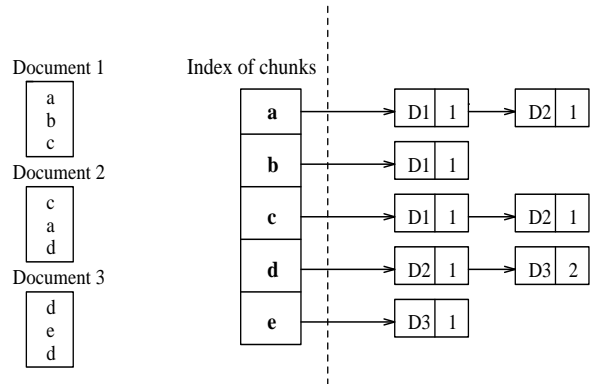 Document 1
a
b
c
Document 2
c
a
d
Document 3
d
e
d
Index of chunks
a D1 1 D2 1
b D1 1
c D1 1 D2 1
d D2 1 D3 2
e D3 1